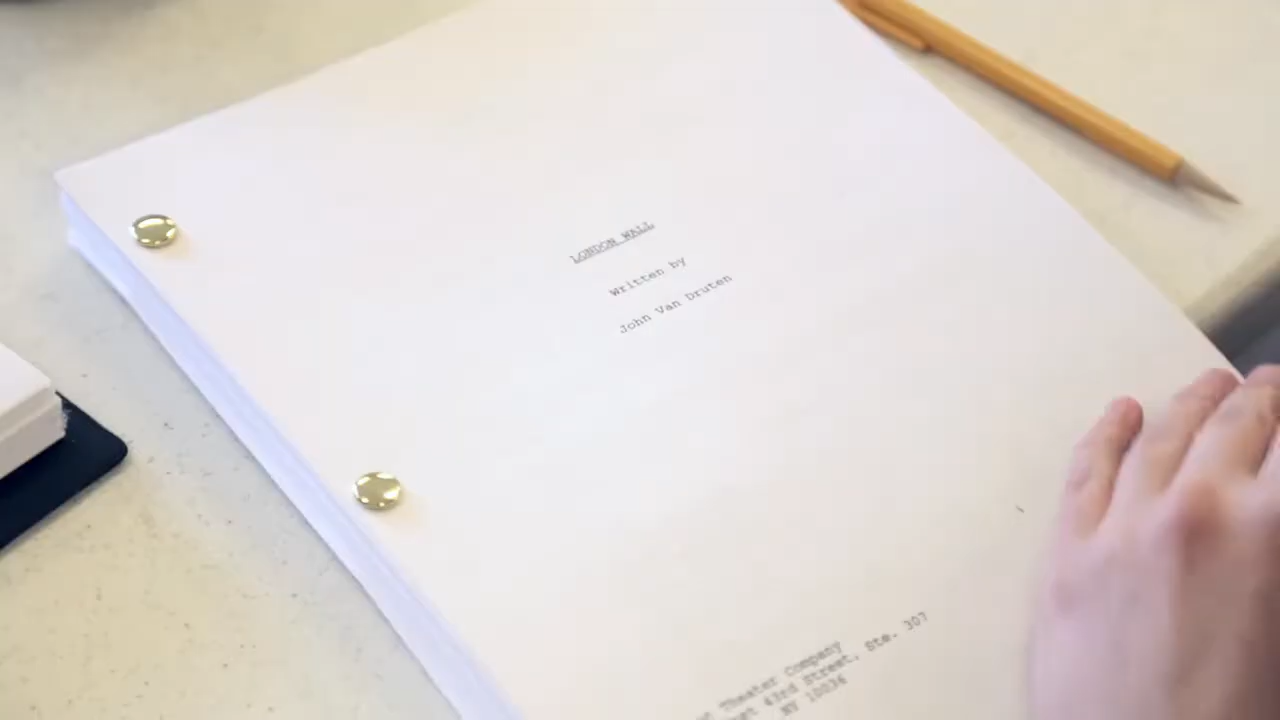 LONDON WALL
Written by
John Van Druten
Theater Company
43rd Street, Ste. 307
NY 10036